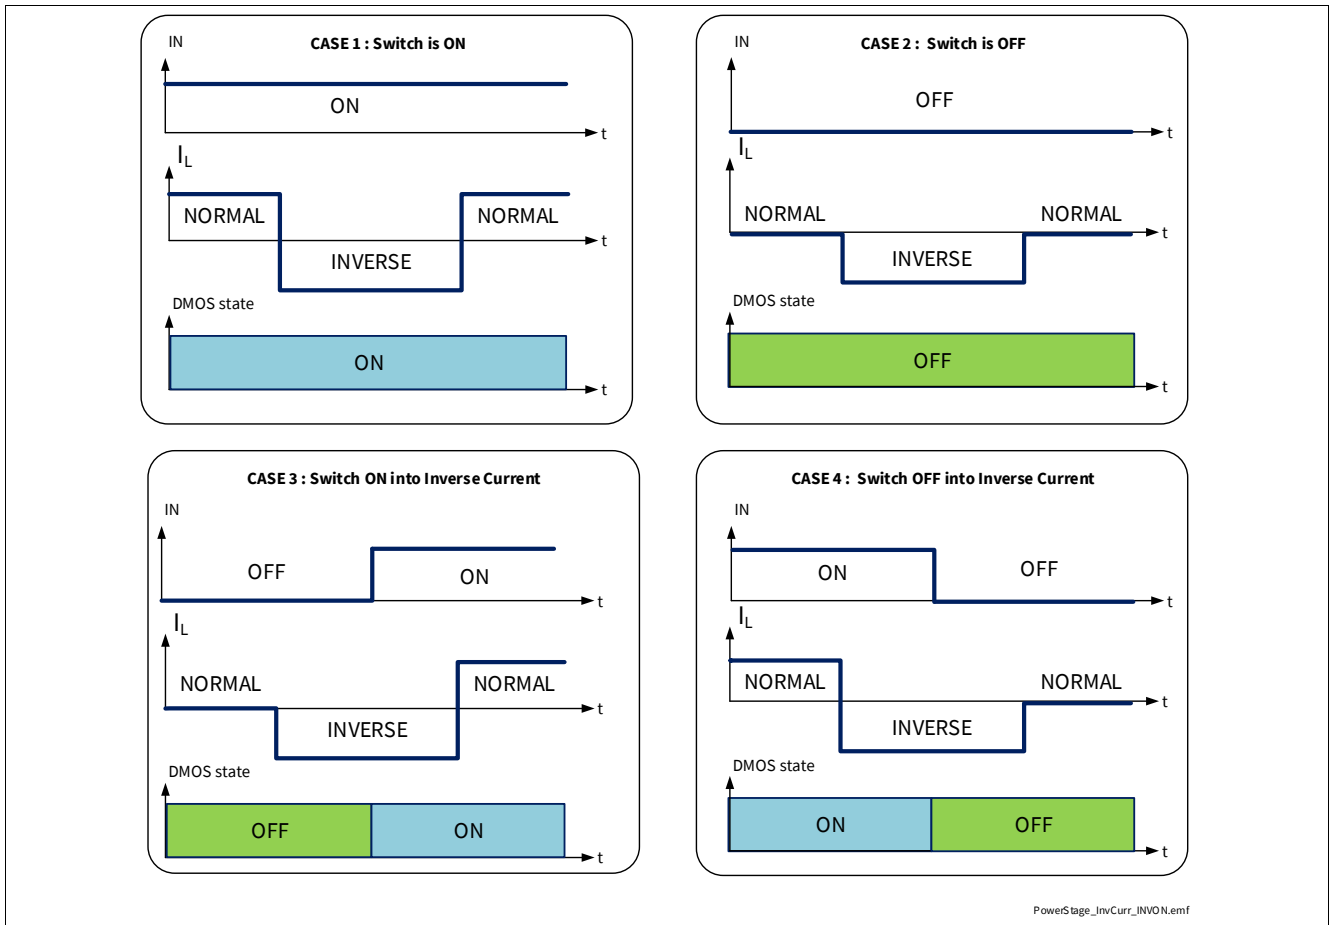 CASE 1 : Switch is ON
IN
ON
t
IL
NORMAL
NORMAL
t
INVERSE
DMOS state
ON
t
CASE 2 : Switch is OFF
IN
OFF
t
IL
NORMAL
NORMAL
t
INVERSE
DMOS state
OFF
t
CASE 3 : Switch ON into Inverse Current
IN
OFF
ON
t
IL
NORMAL
NORMAL
t
INVERSE
DMOS state
OFF
ON
t
CASE 4 : Switch OFF into Inverse Current
IN
ON
OFF
t
IL
NORMAL
NORMAL
t
INVERSE
DMOS state
ON
OFF
t
PowerStage_InvCurr_INVON.emf